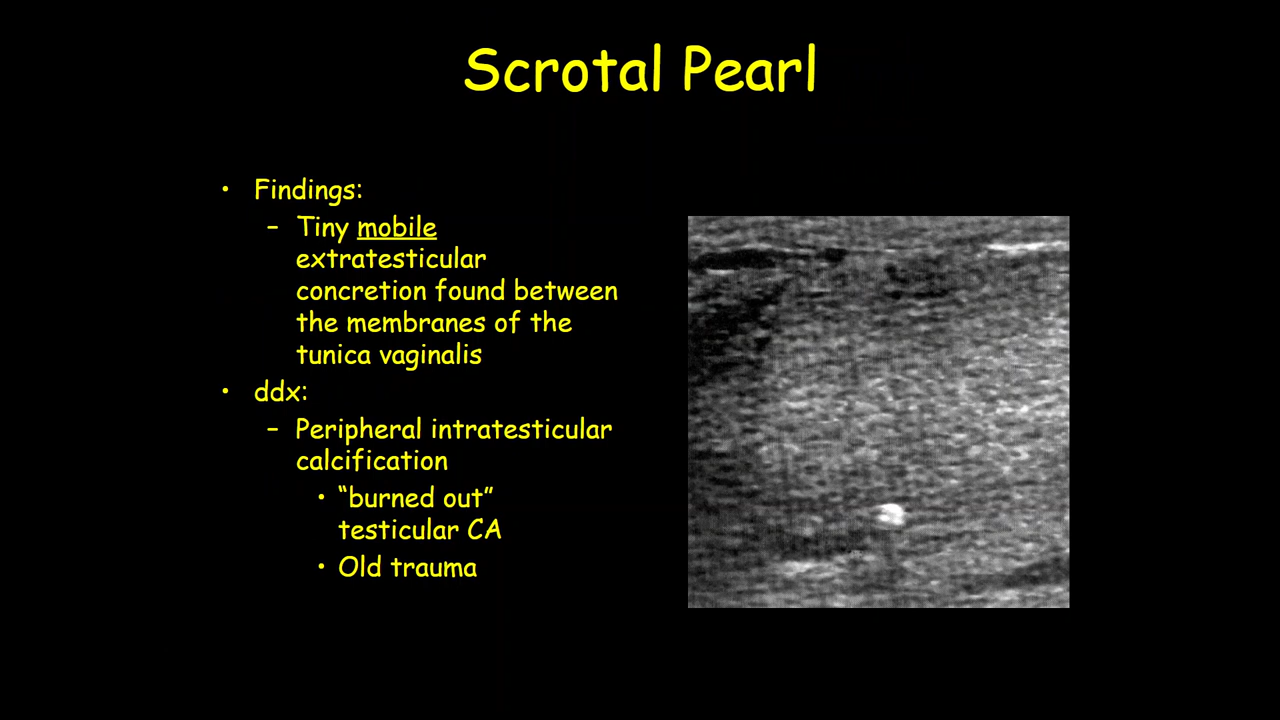 Scrotal Pearl
• Findings:
– Tiny mobile
extratesticular
concretion found between
the membranes of the
tunica vaginalis
• ddx:
– Peripheral intratesticular
calcification
• “burned out”
testicular CA
• Old trauma